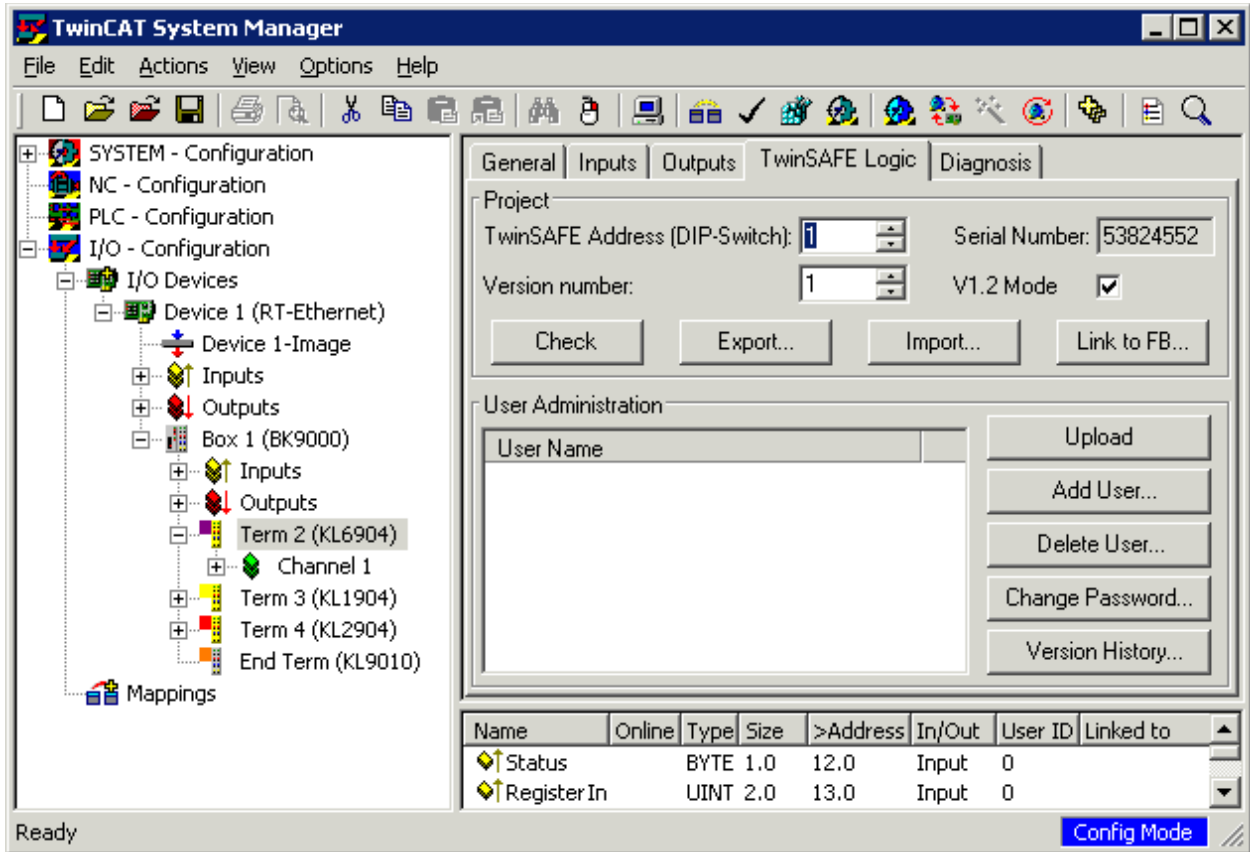 TwinCAT System Manager
File Edit Actions View Options Help
SYSTEM - Configuration
NC - Configuration
PLC - Configuration
I/O - Configuration
I/O Devices
Device 1 (RT-Ethernet)
Device 1-Image
Inputs
Outputs
Box 1 (BK9000)
Inputs
Outputs
Term 2 (KL6904)
Channel 1
Term 3 (KL1904)
Term 4 (KL2904)
End Term (KL9010)
Mappings
General Inputs Outputs TwinSAFE Logic Diagnosis
Project
TwinSAFE Address (DIP-Switch): 1 Serial Number: 53824552
Version number: 1 V1.2 Mode
Check Export... Import... Link to FB...
User Administration
User Name
Upload
Add User...
Delete User...
Change Password...
Version History...
Name Online Type Size >Address In/Out User ID Linked to
Status BYTE 1.0 12.0 Input 0
RegisterIn UINT 2.0 13.0 Input 0
Ready Config Mode